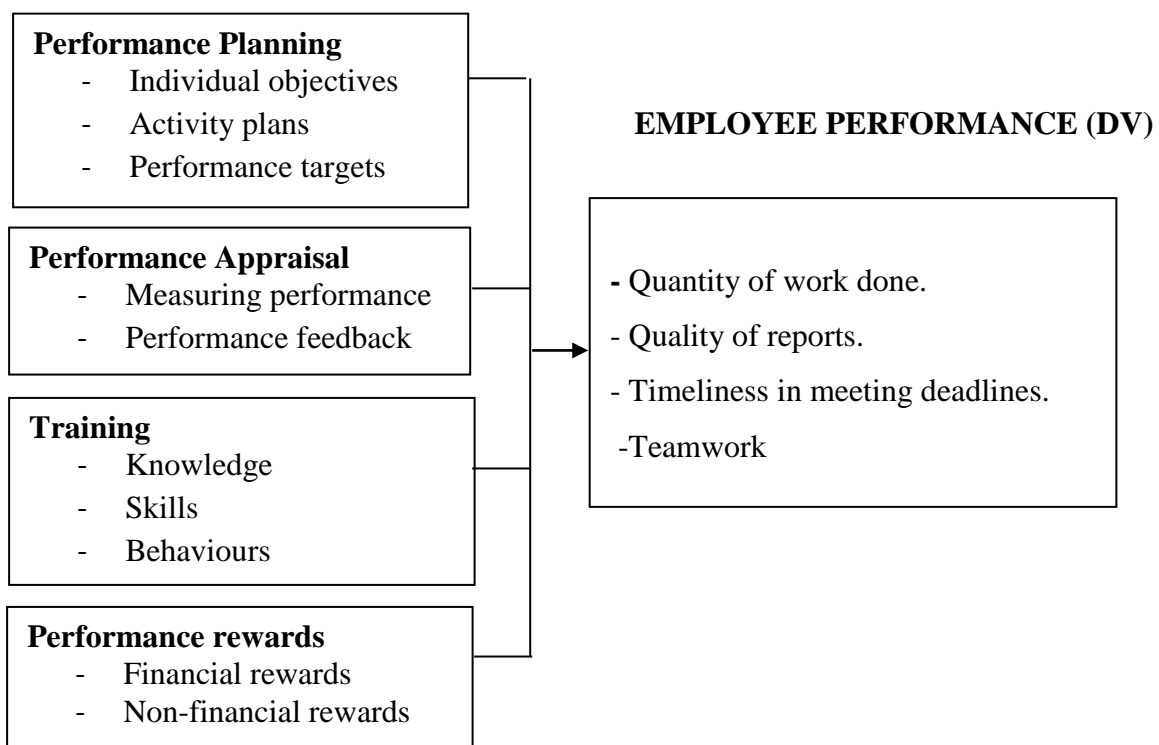 Performance Planning
- Individual objectives
- Activity plans
- Performance targets
Performance Appraisal
- Measuring performance
- Performance feedback
Training
- Knowledge
- Skills
- Behaviours
Performance rewards
- Financial rewards
- Non-financial rewards
EMPLOYEE PERFORMANCE (DV)
- Quantity of work done.
- Quality of reports.
- Timeliness in meeting deadlines.
-Teamwork